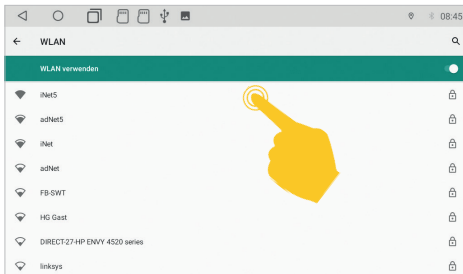 08:45
WLAN
WLAN verwenden
iNet5
adNet5
iNet
adNet
FB-SWT
HG Gast
DIRECT-27-HP ENVY 4520 series
linksys